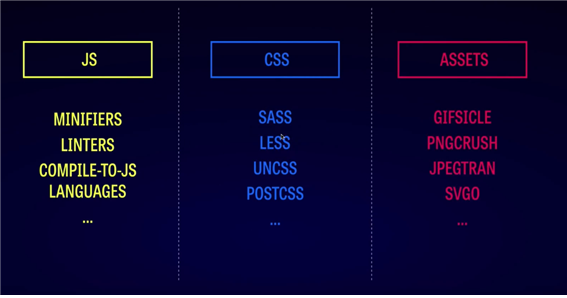 JS
MINIFIERS
LINTERS
COMPILE-TO-JS
LANGUAGES
...
CSS
SASS
LESS
UNCSS
POSTCSS
...
ASSETS
GIFSICLE
PNGCRUSH
JPEGTRAN
SVGO
...